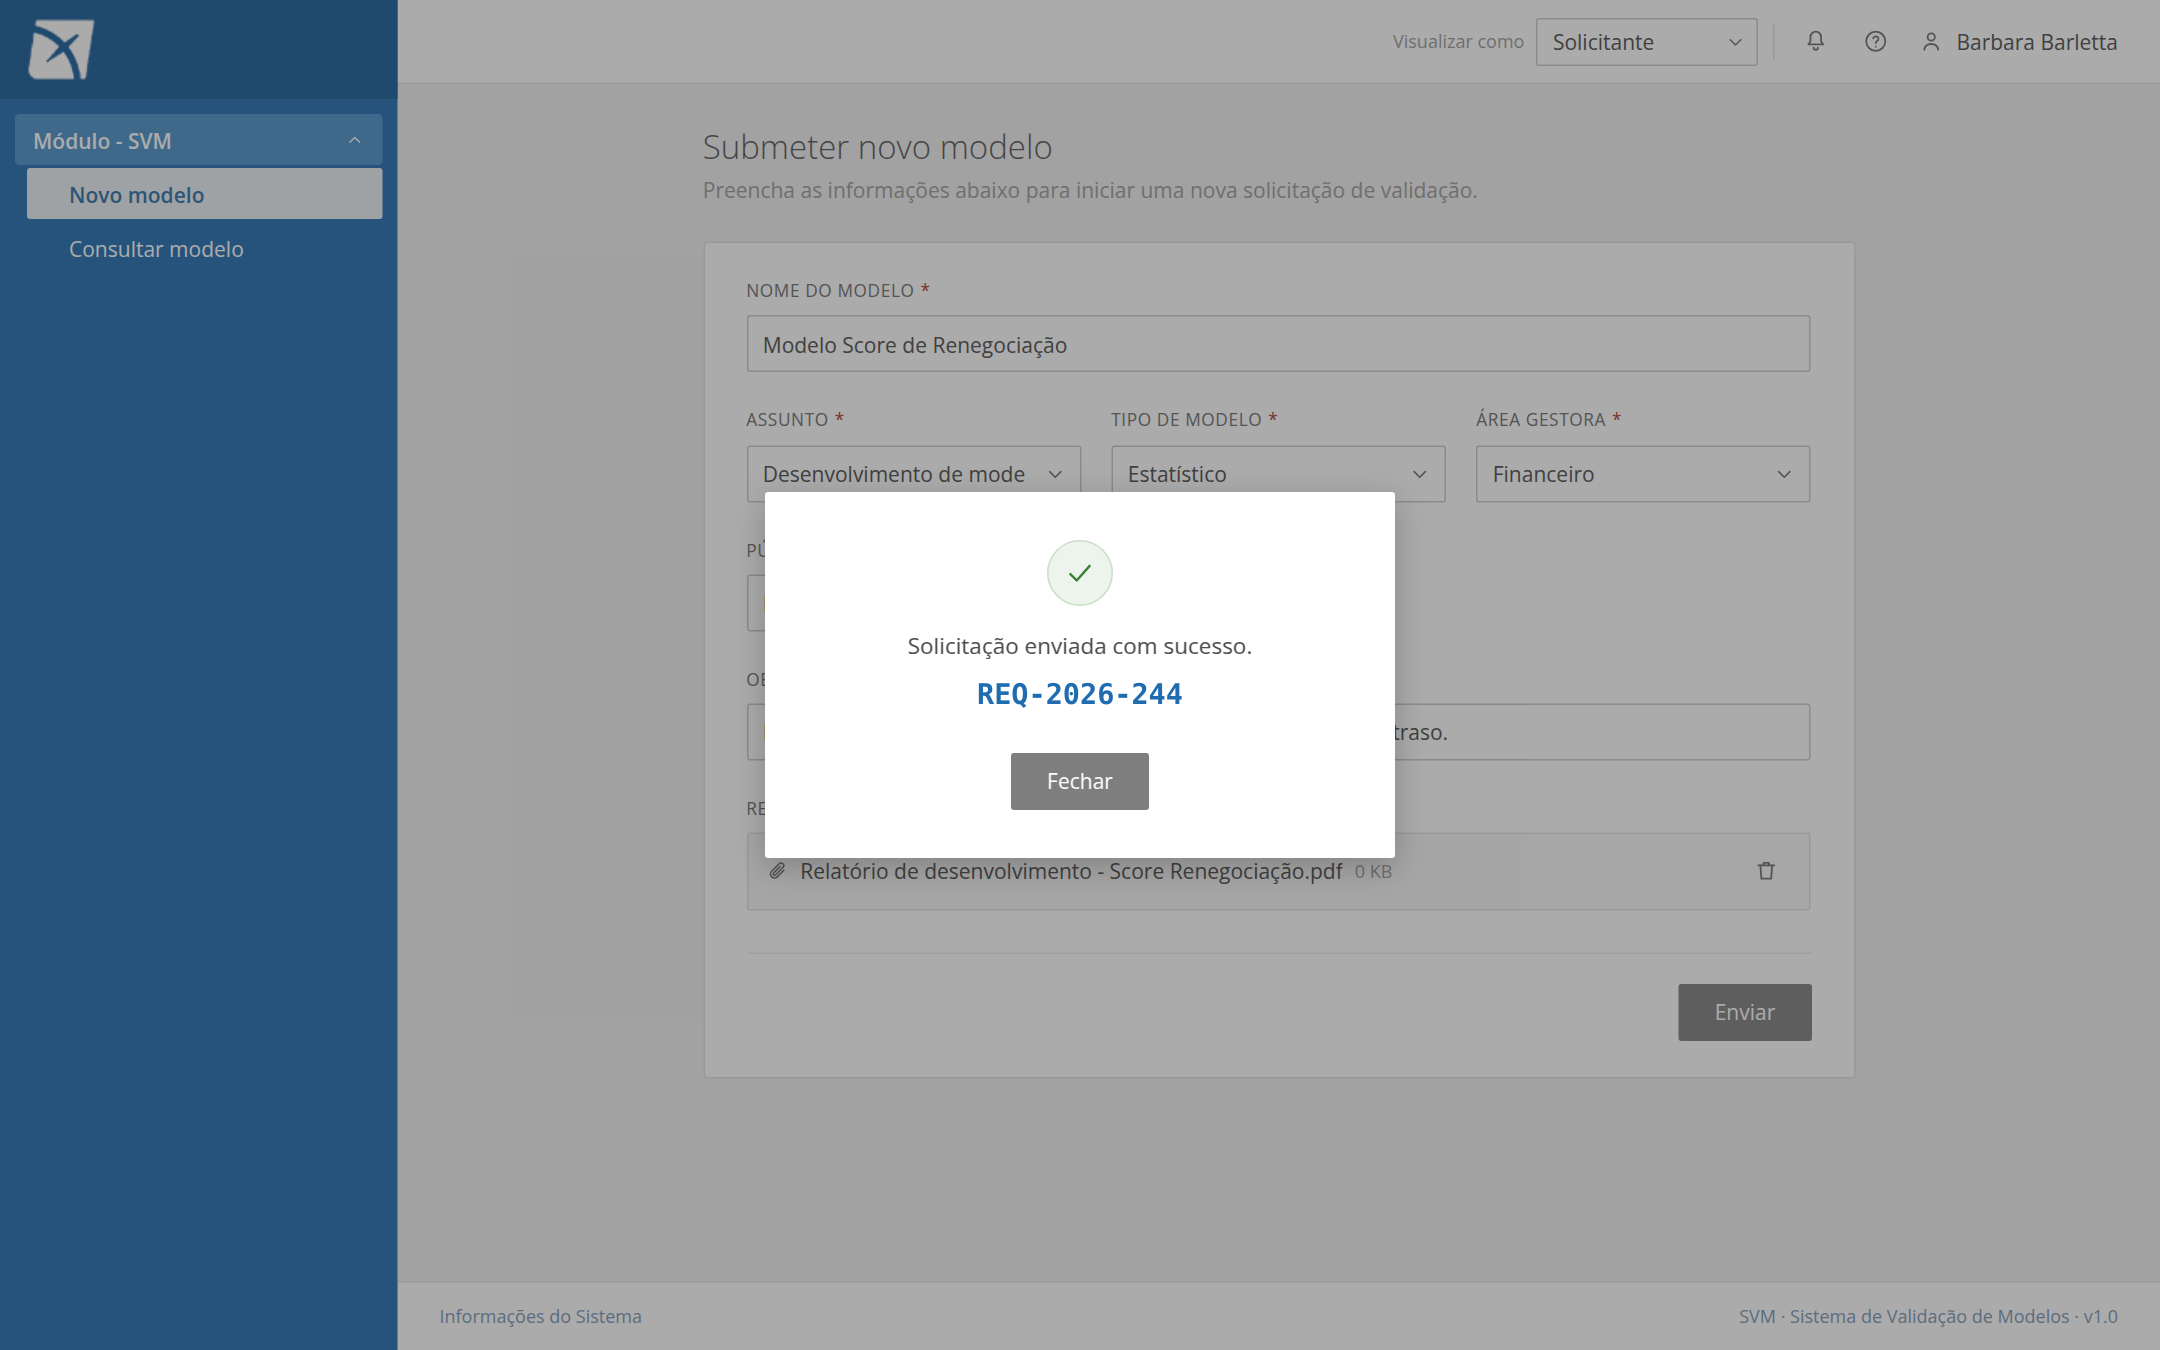 Visualizar como Solicitante Barbara Barletta
Módulo - SVM
Novo modelo
Consultar modelo
Submeter novo modelo
Preencha as informações abaixo para iniciar uma nova solicitação de validação.
NOME DO MODELO *
Modelo Score de Renegociação
ASSUNTO * TIPO DE MODELO * ÁREA GESTORA *
Desenvolvimento de mode Estatístico Financeiro
Solicitação enviada com sucesso.
REQ-2026-244
traso.
Fechar
Relatório de desenvolvimento - Score Renegociação.pdf 0 KB
Enviar
Informações do Sistema SVM · Sistema de Validação de Modelos · v1.0